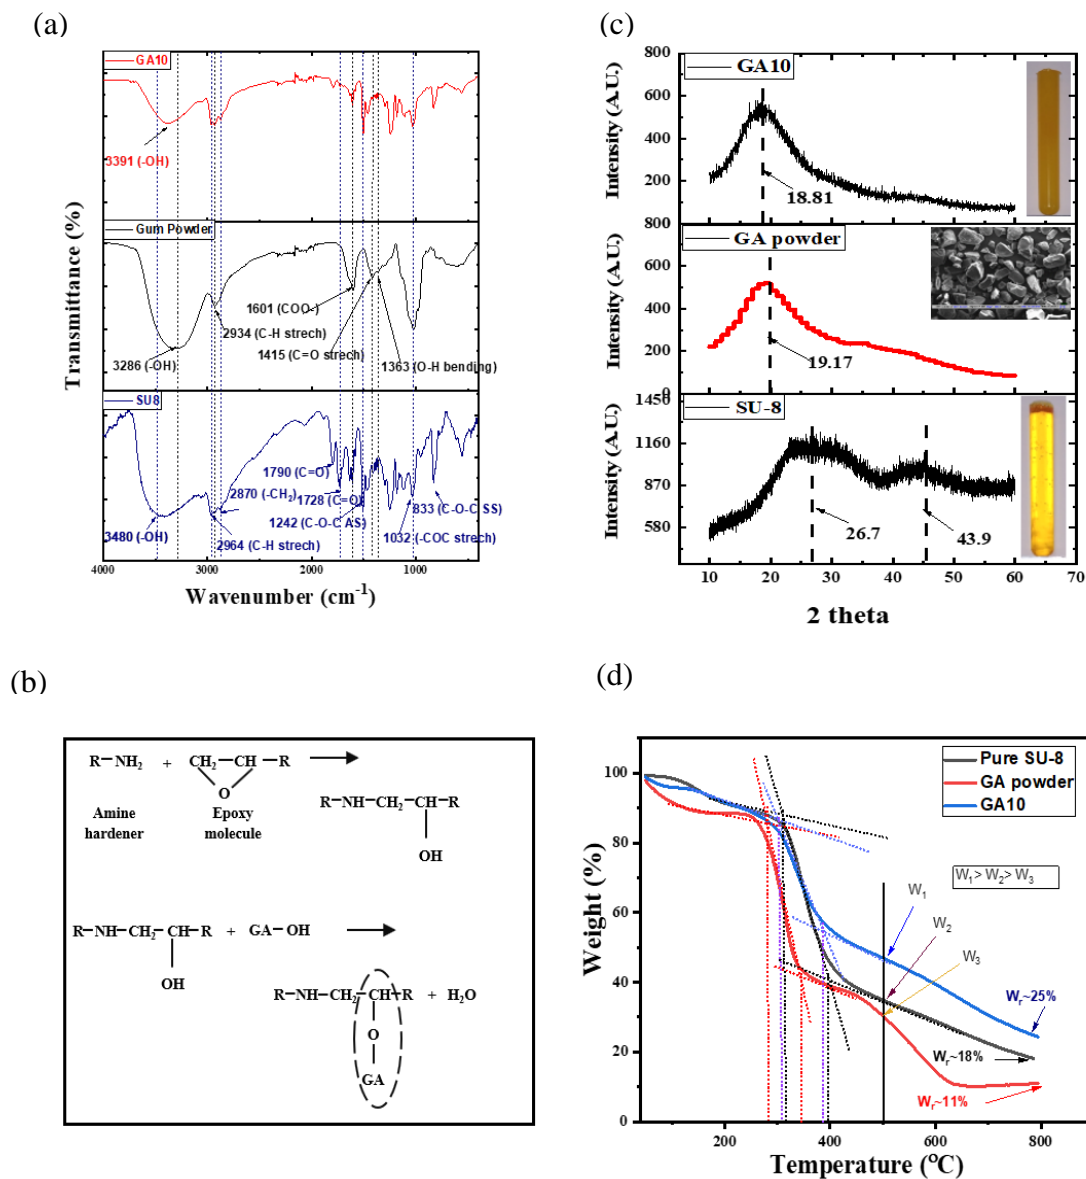 (a)
GA10
3391 (-OH)
Gum Powder
1601 (COO-)
2934 (C-H strech)
1415 (C=O strech)
3286 (-OH)
1363 (O-H bending)
SU8
1790 (C=O)
2870 (-CH2)
1728 (C=O)
1242 (C-O-C AS)
833 (C-O-C SS)
3480 (-OH)
2964 (C-H strech)
1032 (-COC strech)
4000 3000 2000 1000
Wavenumber (cm-1)
Transmittance (%)
(c)
800
600
400
200
GA10
18.81
Intensity (A.U.)
800
600
400
200
0
GA powder
19.17
Intensity (A.U.)
1450
1160
870
580
SU-8
26.7
43.9
Intensity (A.U.)
10 20 30 40 50 60 70
2 theta
(b)
R-NH2 + CH2-CH-R
O
Amine hardener
Epoxy molecule
R-NH-CH2-CH-R
OH
R-NH-CH2-CH-R + GA-OH
OH
R-NH-CH2-CH-R + H2O
O
GA
(d)
100
80
60
40
20
0
Pure SU-8
GA powder
GA10
W1> W2> W3
W1
W2
W3
Wr~25%
Wr~18%
Wr~11%
200 400 600 800
Temperature (OC)
Weight (%)